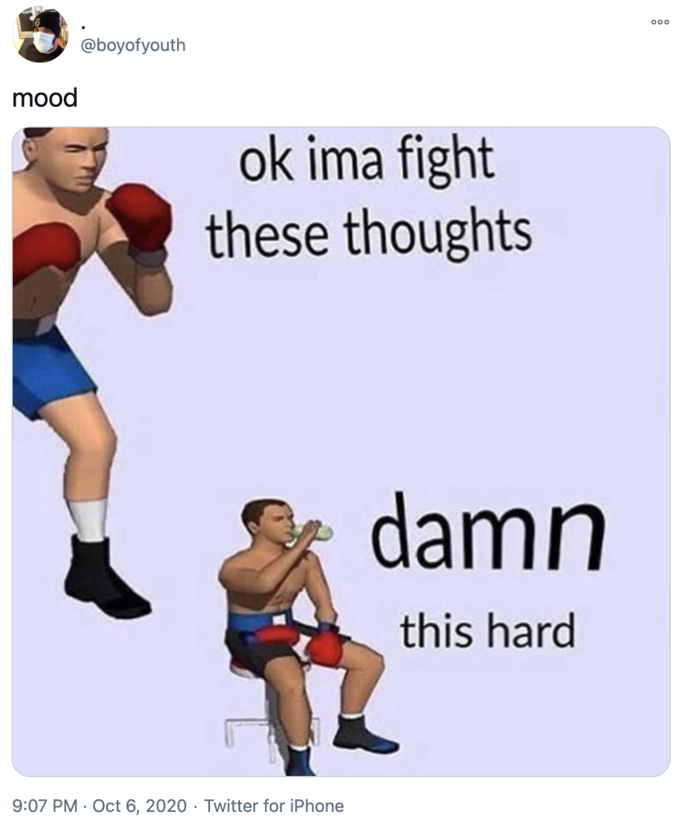 .
@boyofyouth
mood
ok ima fight
these thoughts
damn
this hard
9:07 PM · Oct 6, 2020 · Twitter for iPhone